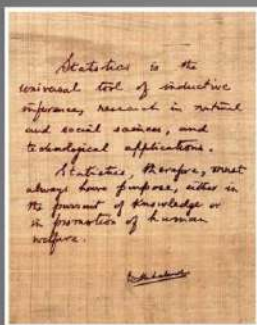 Statistics is the
universal tool of inductive
inference, research in natural
and social sciences, and
technological applications.
Statistics, therefore, must
always have purpose, either in
the pursuit of knowledge or
in promotion of human
welfare.